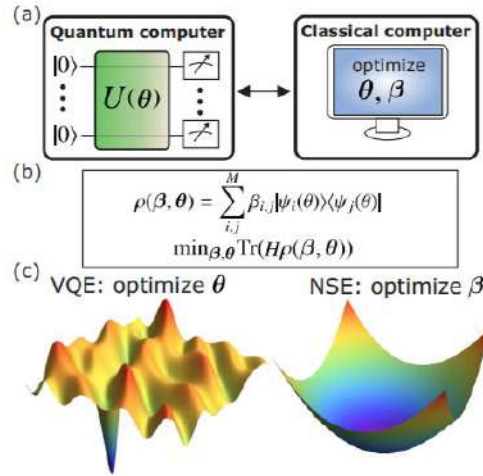 (a)
Quantum computer
Classical computer
|0⟩
⋮ ⋮
|0⟩
U(θ)
⋮
optimize
θ, β
(b)
ρ(β, θ) = ∑_{i,j}^{M} β_{i,j}|ψ_i(θ)⟩⟨ψ_j(θ)|
min_{β,θ}Tr(Hρ(β, θ))
(c)
VQE: optimize θ
NSE: optimize β